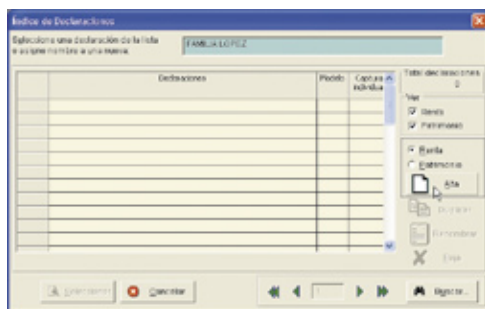 Índice de Declaraciones
Seleccione una declaración de la lista
o asigne nombre a una nueva.
FAMILIA LOPEZ
Declaraciones
Modelo
Captura
individual
Total declaraciones
0
Ver
Renta
Patrimonio
Renta
Patrimonio
Alta
Duplicar
Renombrar
Baja
Seleccionar
Cancelar
1
Buscar...